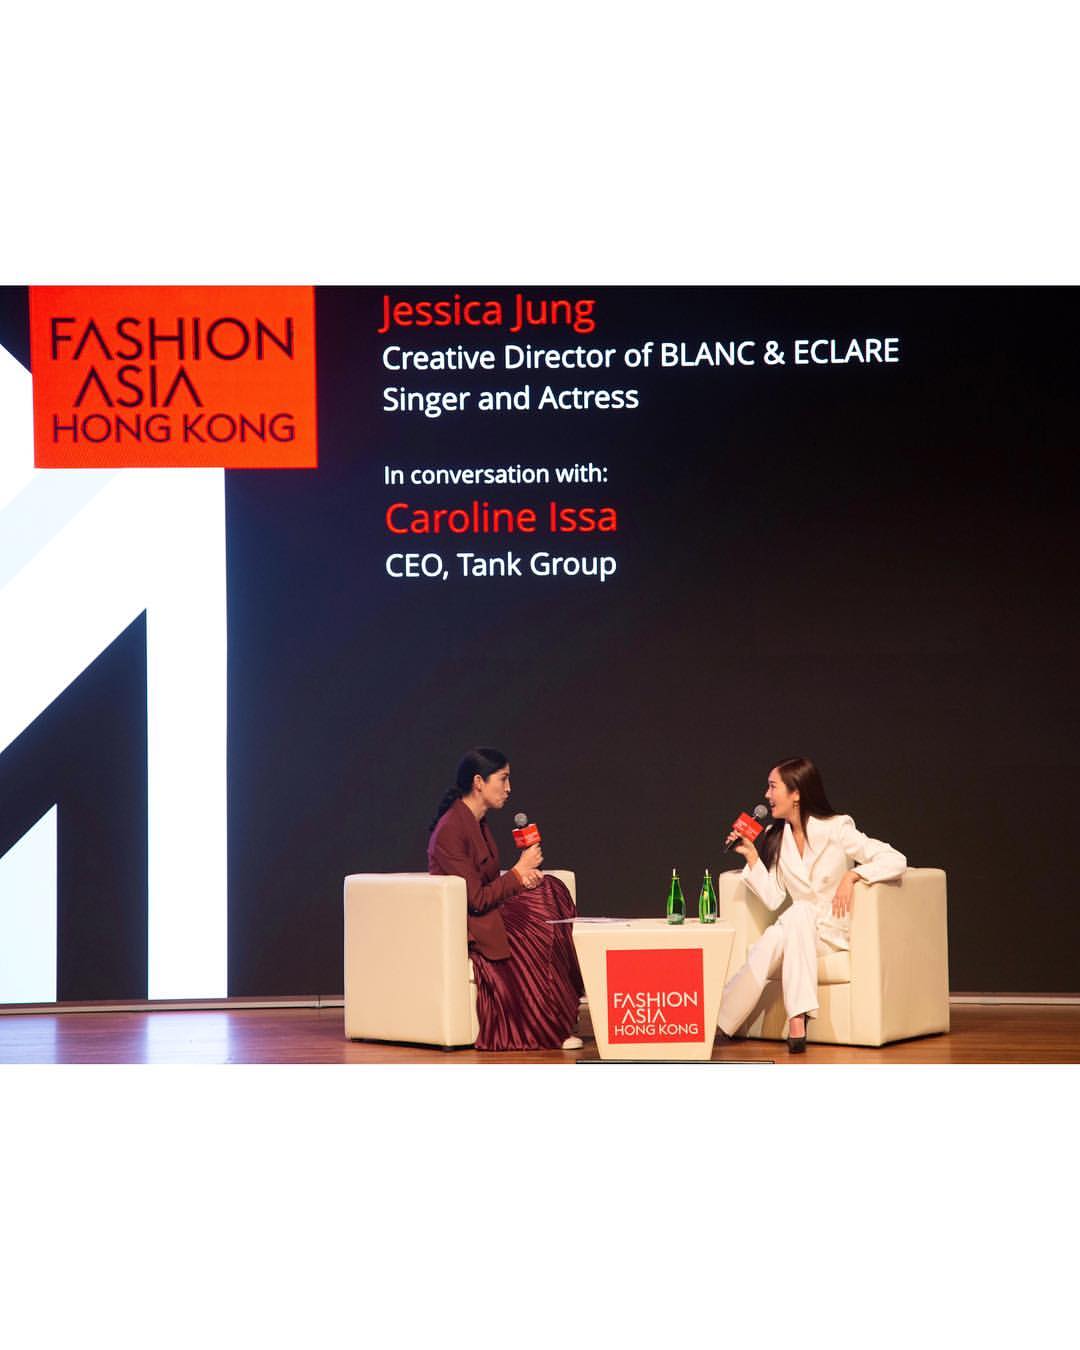 FASHION
ASIA
HONG KONG
Jessica Jung
Creative Director of BLANC & ECLARE
Singer and Actress
In conversation with:
Caroline Issa
CEO, Tank Group
FASHION
ASIA
HONG KONG